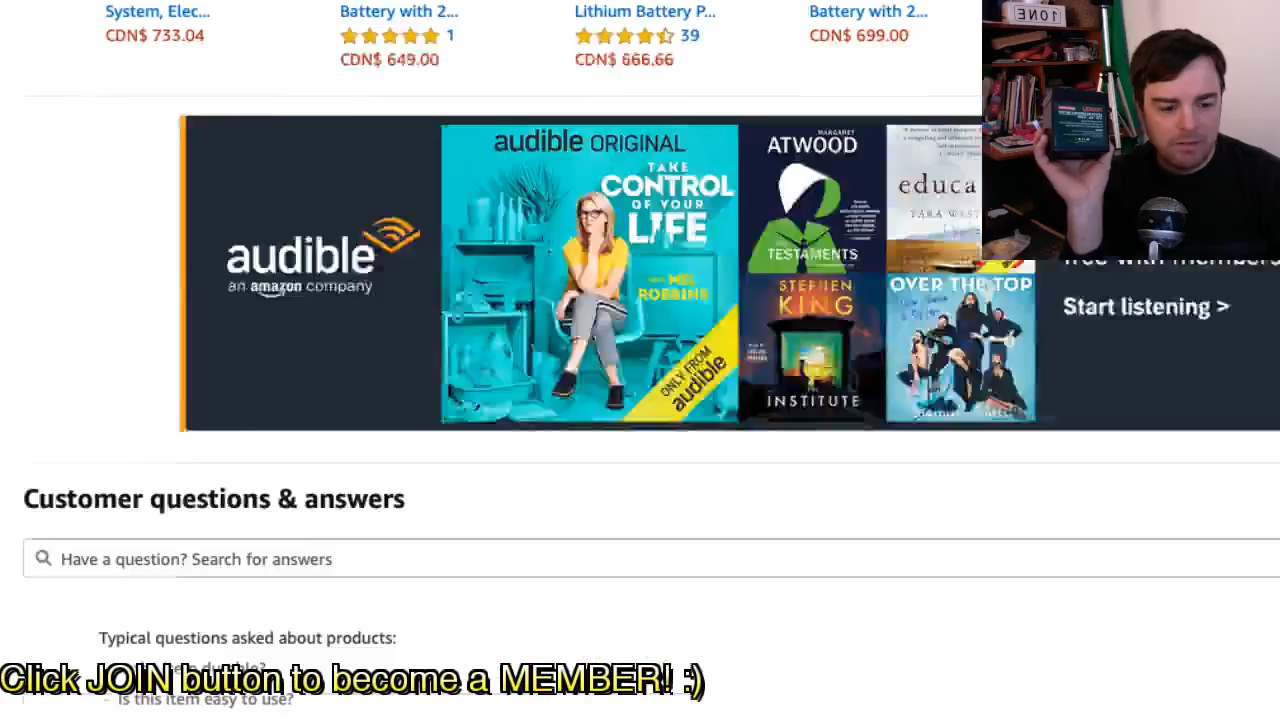 System, Elec...
Battery with 2...
Lithium Battery P...
Battery with 2...
CDN$ 733.04
1
39
CDN$ 699.00
CDN$ 649.00
CDN$ 666.66
audible
an amazon company
audible ORIGINAL
TAKE
CONTROL
OF YOUR
LIFE
WITH MEL
ROBBINS
ONLY FROM
audible
MARGARET
ATWOOD
TESTAMENTS
educa
TARA WEST
STEPHEN
KING
INSTITUTE
OVER THE TOP
free with members
Start listening >
Customer questions & answers
Have a question? Search for answers
Typical questions asked about products:
- Is this item easy to use?
Click JOIN button to become a MEMBER! :)